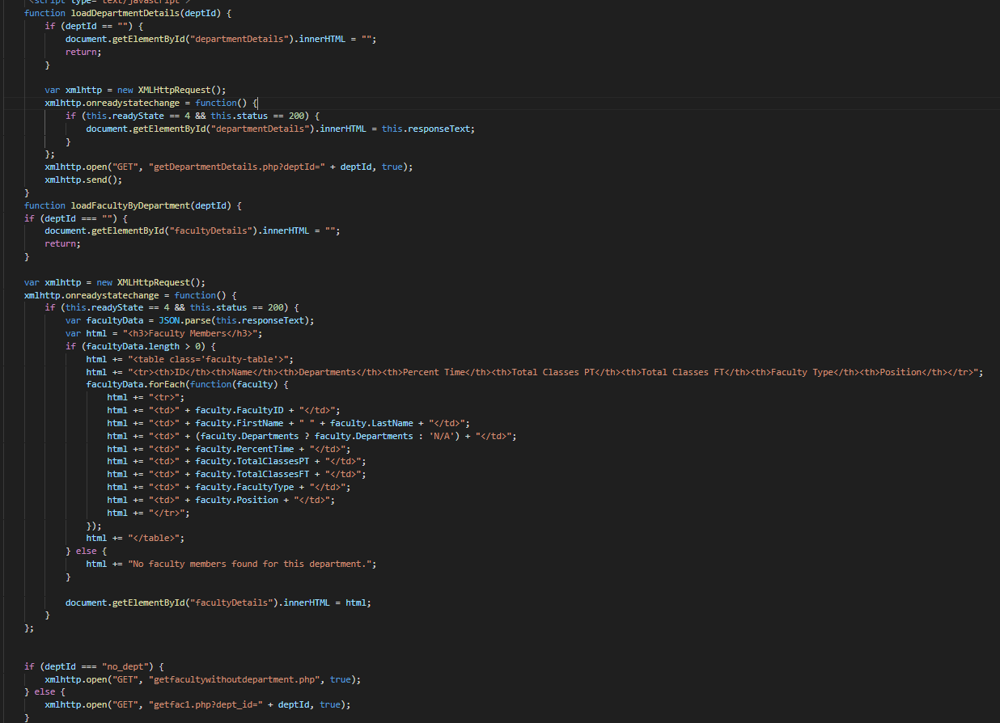 <script type="text/javascript">
function loadDepartmentDetails(deptId) {
    if (deptId == "") {
        document.getElementById("departmentDetails").innerHTML = "";
        return;
    }

    var xmlhttp = new XMLHttpRequest();
    xmlhttp.onreadystatechange = function() {
        if (this.readyState == 4 && this.status == 200) {
            document.getElementById("departmentDetails").innerHTML = this.responseText;
        }
    };
    xmlhttp.open("GET", "getDepartmentDetails.php?deptId=" + deptId, true);
    xmlhttp.send();
}
function loadFacultyByDepartment(deptId) {
if (deptId === "") {
    document.getElementById("facultyDetails").innerHTML = "";
    return;
}

var xmlhttp = new XMLHttpRequest();
xmlhttp.onreadystatechange = function() {
    if (this.readyState == 4 && this.status == 200) {
        var facultyData = JSON.parse(this.responseText);
        var html = "<h3>Faculty Members</h3>";
        if (facultyData.length > 0) {
            html += "<table class='faculty-table'>";
            html += "<tr><th>ID</th><th>Name</th><th>Departments</th><th>Percent Time</th><th>Total Classes PT</th><th>Total Classes FT</th><th>Faculty Type</th><th>Position</th></tr>";
            facultyData.forEach(function(faculty) {
                html += "<tr>";
                html += "<td>" + faculty.FacultyID + "</td>";
                html += "<td>" + faculty.FirstName + " " + faculty.LastName + "</td>";
                html += "<td>" + (faculty.Departments ? faculty.Departments : 'N/A') + "</td>";
                html += "<td>" + faculty.PercentTime + "</td>";
                html += "<td>" + faculty.TotalClassesPT + "</td>";
                html += "<td>" + faculty.TotalClassesFT + "</td>";
                html += "<td>" + faculty.FacultyType + "</td>";
                html += "<td>" + faculty.Position + "</td>";
                html += "</tr>";
            });
            html += "</table>";
        } else {
            html += "No faculty members found for this department.";
        }

        document.getElementById("facultyDetails").innerHTML = html;
    }
};


if (deptId === "no_dept") {
    xmlhttp.open("GET", "getfacultywithoutdepartment.php", true);
} else {
    xmlhttp.open("GET", "getfac1.php?dept_id=" + deptId, true);
}